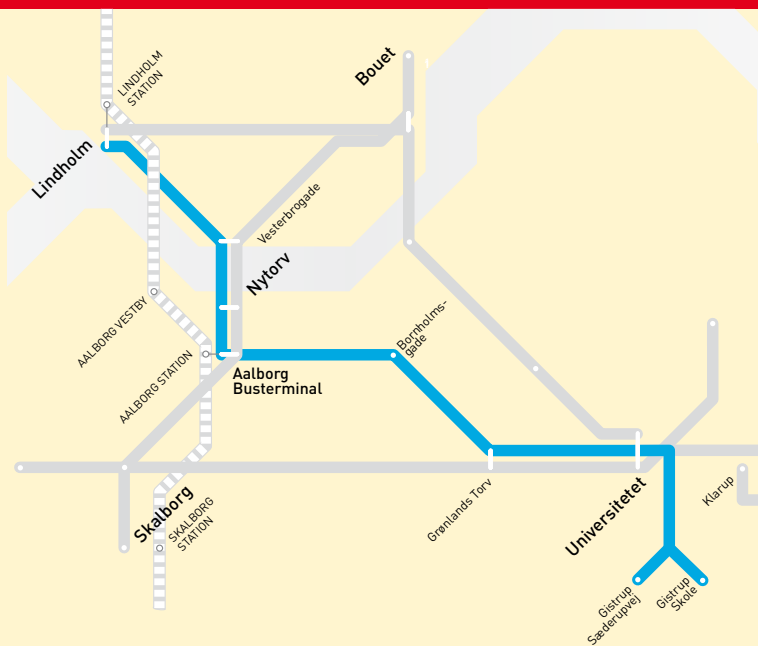 Bouet
LINDHOLM
STATION
Lindholm
Vesterbrogade
Nytorv
AALBORG VESTBY
AALBORG STATION
Bornholms-
gade
Aalborg
Busterminal
Skalborg
SKALBORG
STATION
Grønlands Torv
Universitetet
Klarup
Gistrup
Sæderupvej
Gistrup
Skole